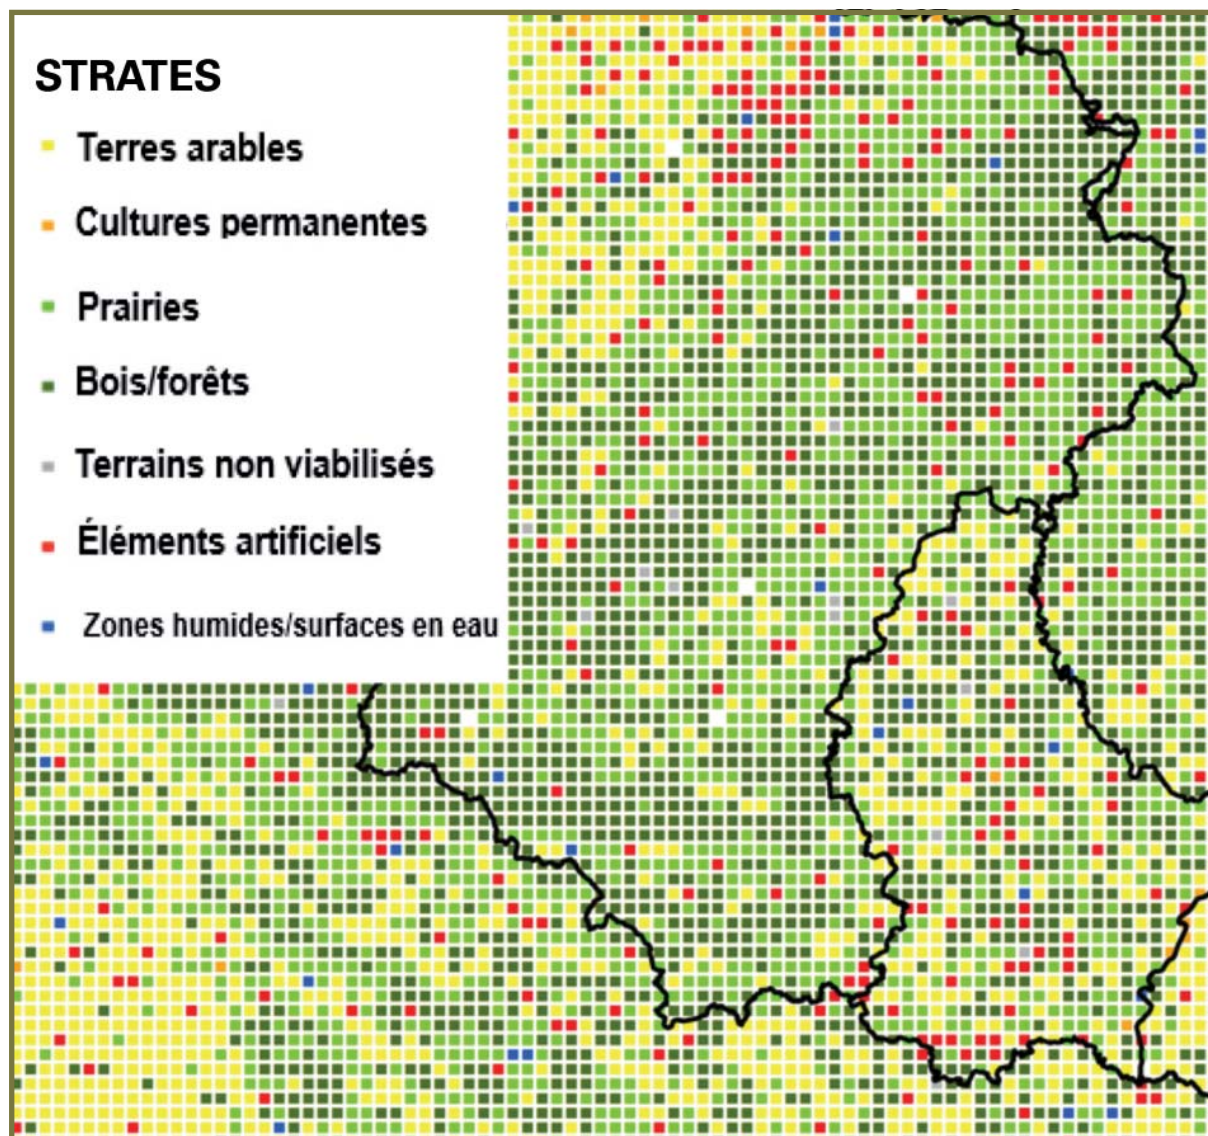 STRATES
Terres arables
Cultures permanentes
Prairies
Bois/forêts
Terrains non viabilisés
Éléments artificiels
Zones humides/surfaces en eau